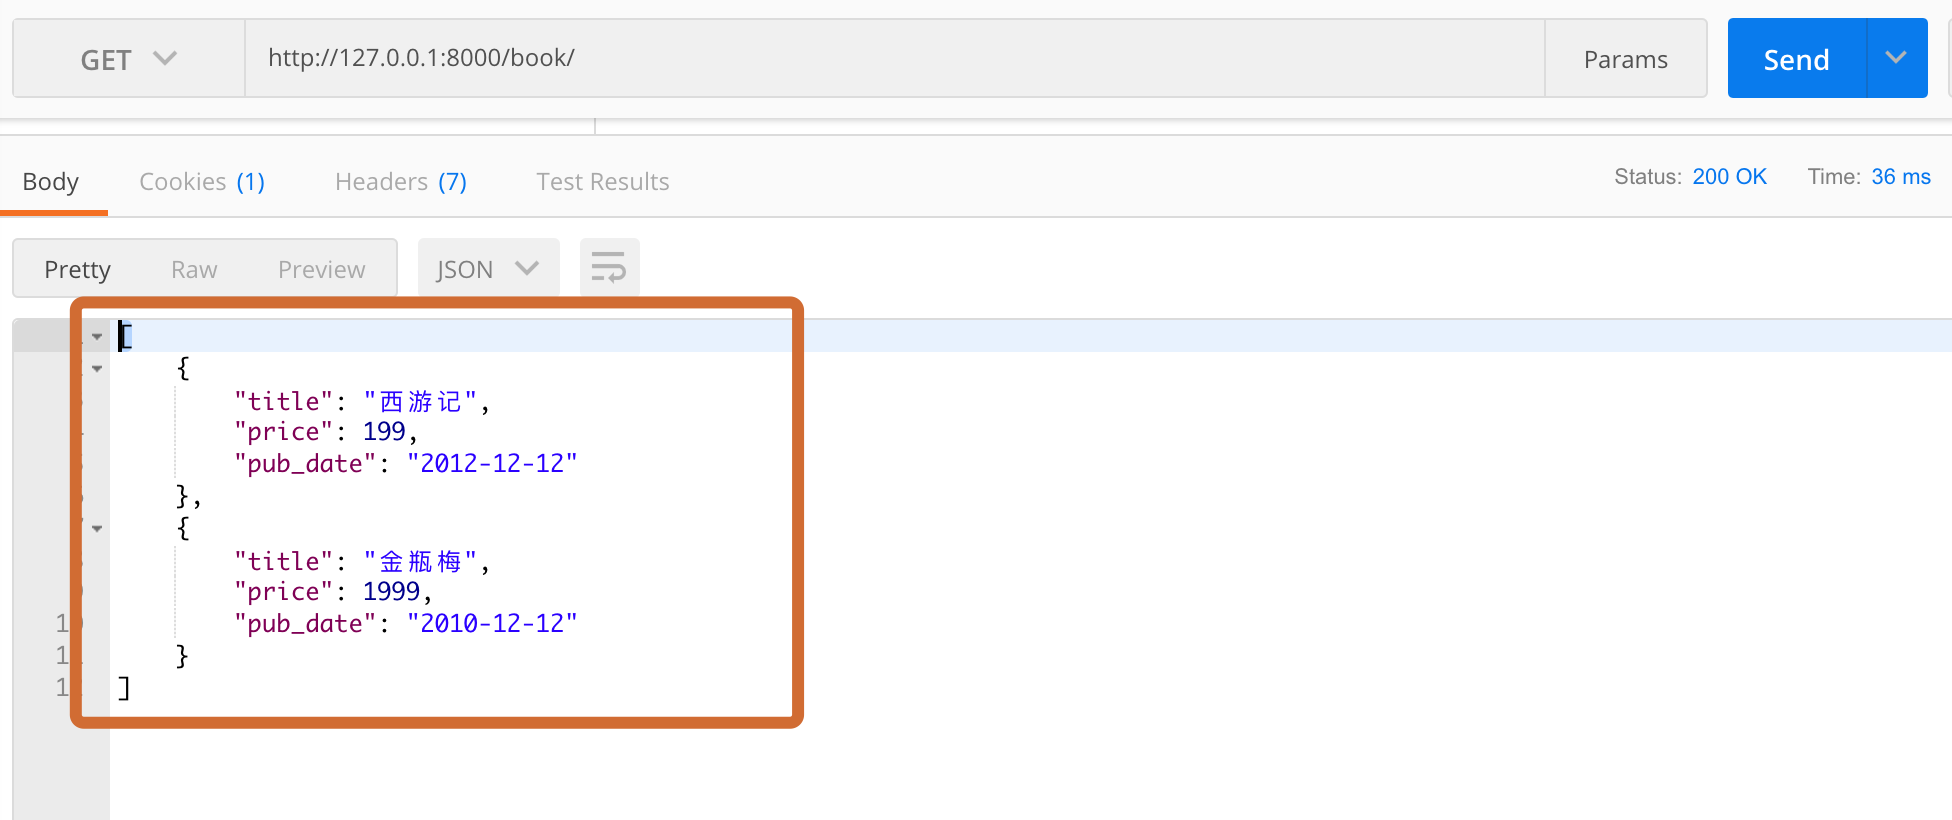 GET http://127.0.0.1:8000/book/ Params Send
Body Cookies (1) Headers (7) Test Results Status: 200 OK Time: 36 ms
Pretty Raw Preview JSON
[
{
"title": "西游记",
"price": 199,
"pub_date": "2012-12-12"
},
{
"title": "金瓶梅",
"price": 1999,
10 "pub_date": "2010-12-12"
}
]